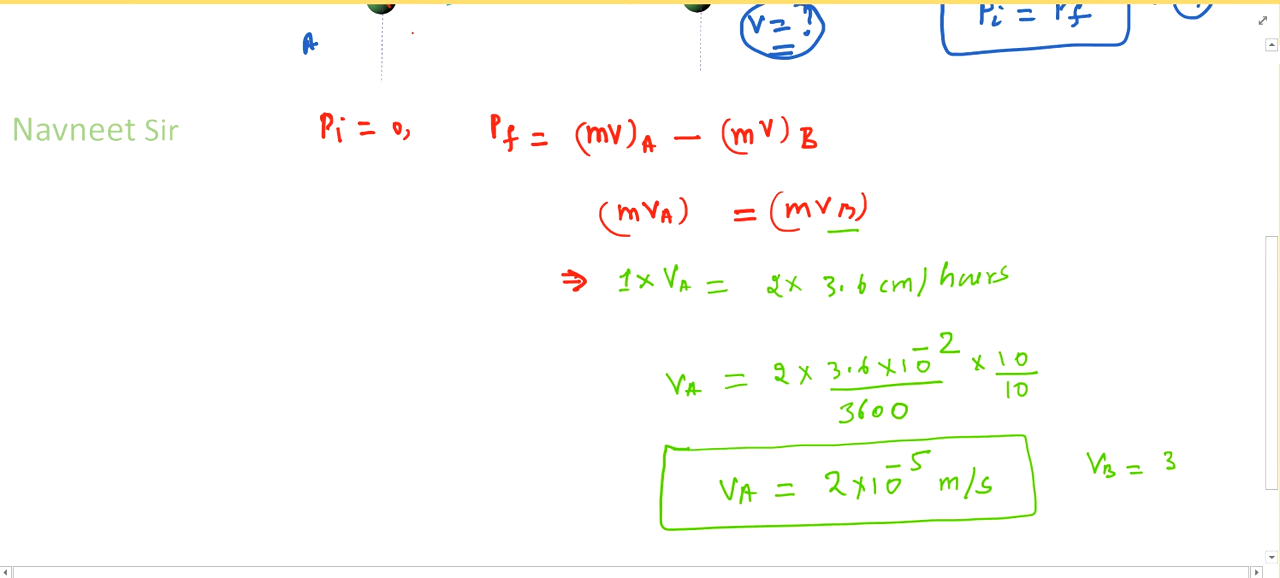 A
V = ?
Pi = Pf
Navneet Sir
Pi = 0, Pf = (mV)A − (mV)B
(mVA) = (mVB)
⇒ 1×VA = 2× 3.6 cm/hours
VA = 2 × 3.6×10⁻² / 3600 × 10/10
VA = 2×10⁻⁵ m/s
VB = 3